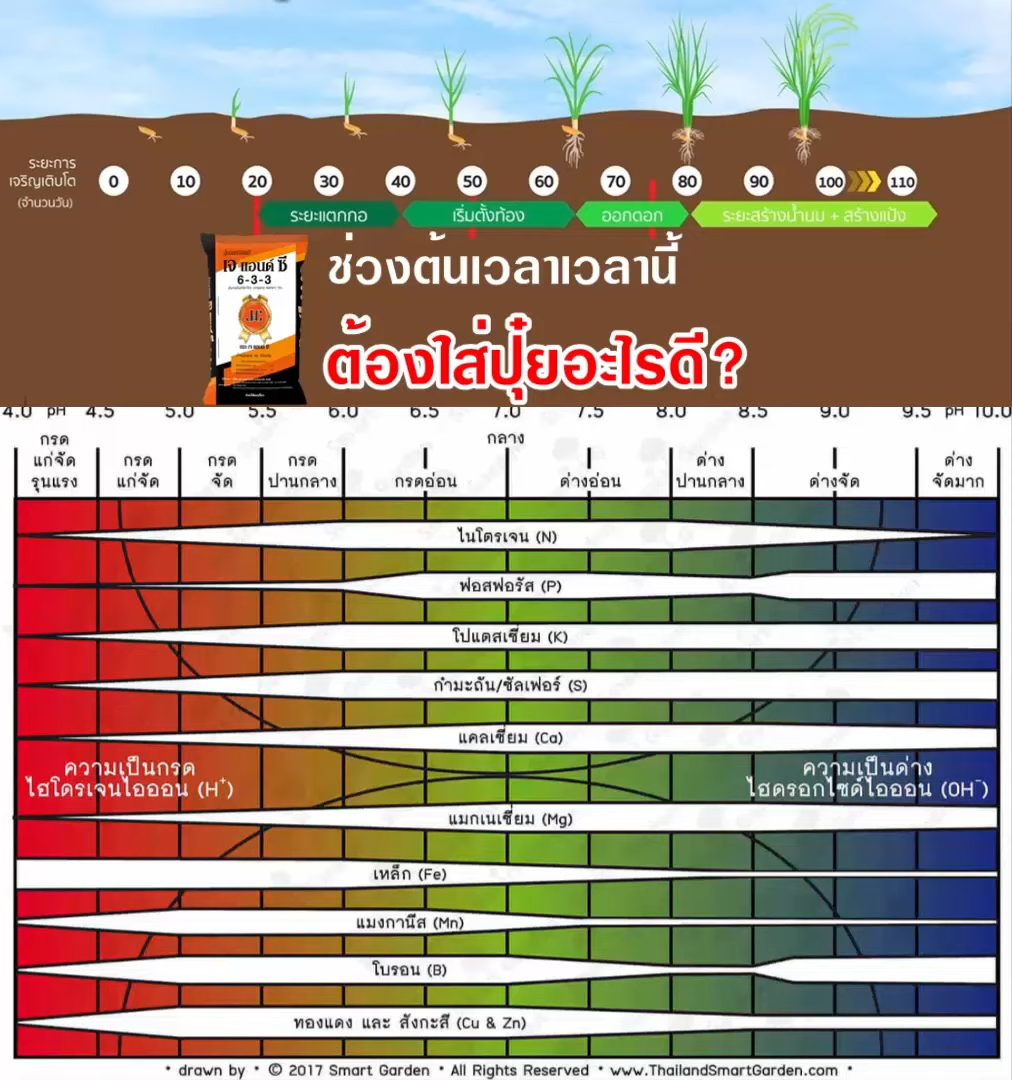 ระยะการ
เจริญเติบโต
(จำนวนวัน)
0 10 20 30 40 50 60 70 80 90 100 110
ระยะแตกกอ เริ่มตั้งท้อง ออกดอก ระยะสร้างน้ำนม + สร้างแป้ง
เจ แอนด์ ซี
6-3-3
ช่วงต้นเวลาเวลานี้
ต้องใส่ปุ๋ยอะไรดี?
4.0 pH 4.5 5.0 5.5 6.0 6.5 7.0 7.5 8.0 8.5 9.0 9.5 pH 10.0
กลาง
กรด
แก่จัด
รุนแรง
กรด
แก่จัด
กรด
จัด
กรด
ปานกลาง
กรดอ่อน
ด่างอ่อน
ด่าง
ปานกลาง
ด่างจัด
ด่าง
จัดมาก
ไนโตรเจน (N)
ฟอสฟอรัส (P)
โปแตสเซี่ยม (K)
กำมะถัน/ซัลเฟอร์ (S)
แคลเซี่ยม (Ca)
ความเป็นกรด
ไฮโดรเจนไอออน (H⁺)
ความเป็นด่าง
ไฮดรอกไซด์ไอออน (OH⁻)
แมกเนเซี่ยม (Mg)
เหล็ก (Fe)
แมงกานีส (Mn)
โบรอน (B)
ทองแดง และ สังกะสี (Cu & Zn)
* drawn by * © 2017 Smart Garden * All Rights Reserved * www.ThailandSmartGarden.com *